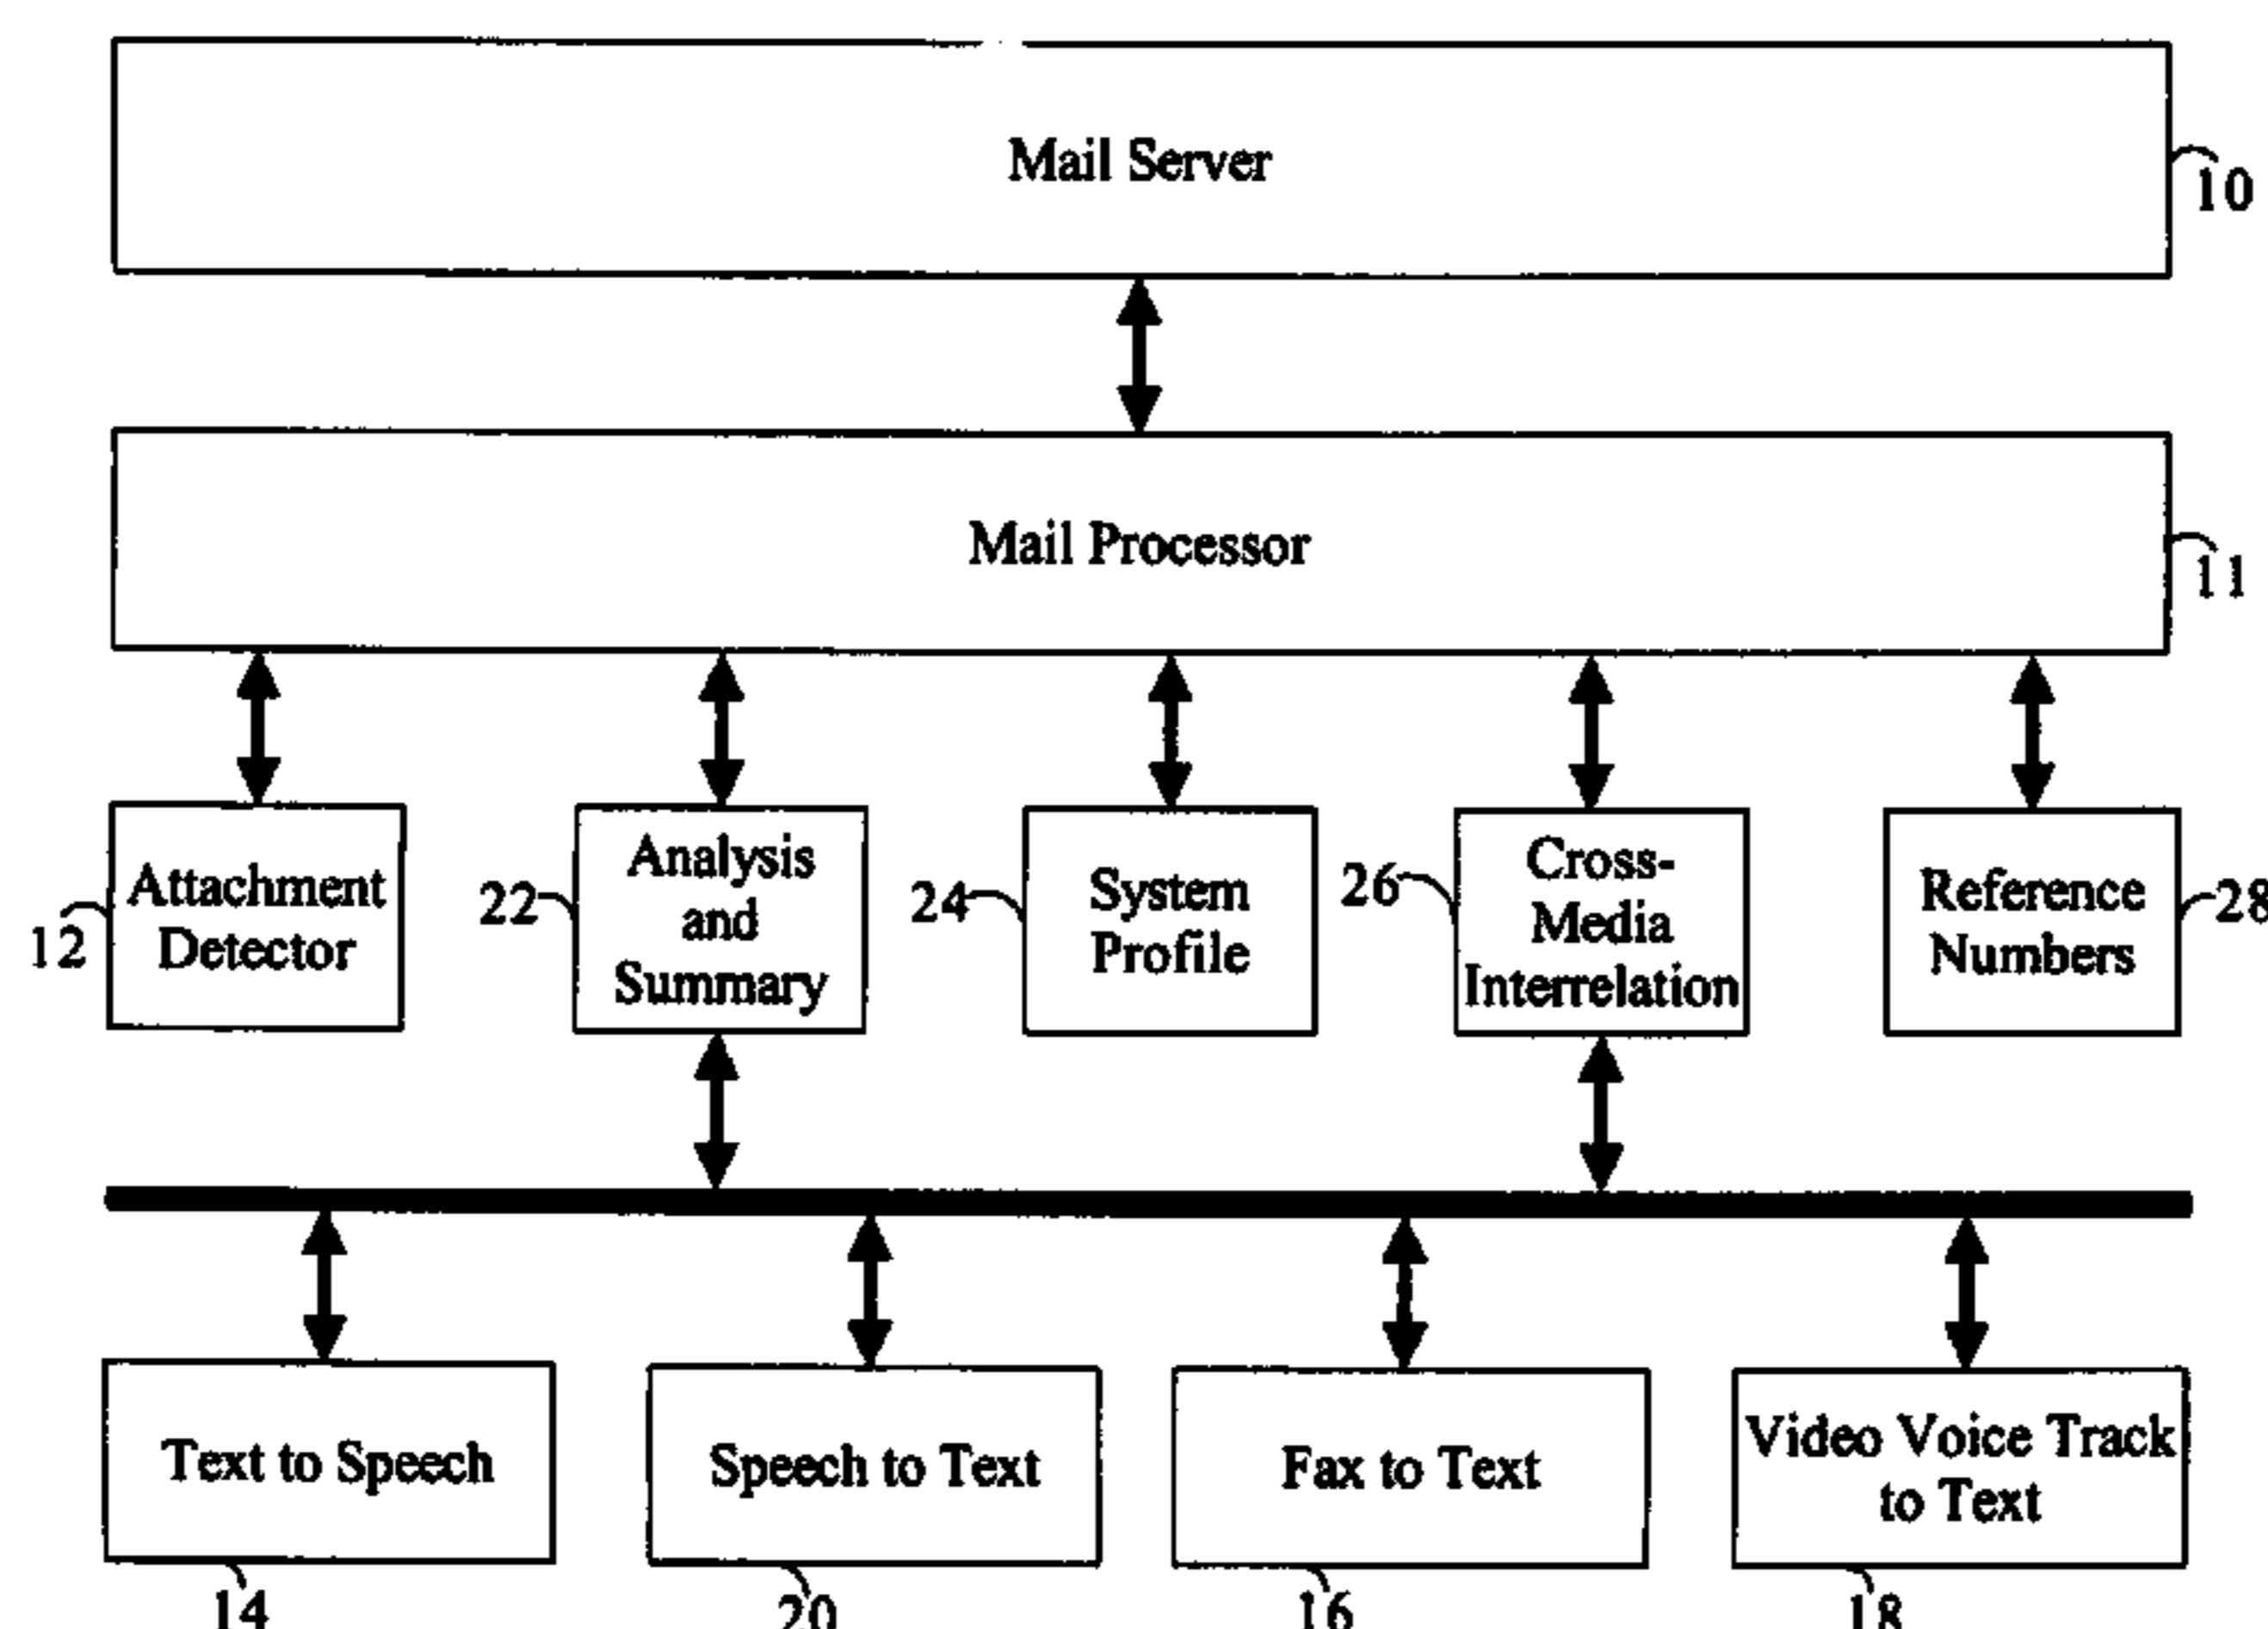 Mail Server
10
Mail Processor
11
Attachment
Detector
12
Analysis
and
Summary
22
System
Profile
24
Cross-
Media
Interrelation
26
Reference
Numbers
28
Text to Speech
14
Speech to Text
20
Fax to Text
16
Video Voice Track
to Text
18